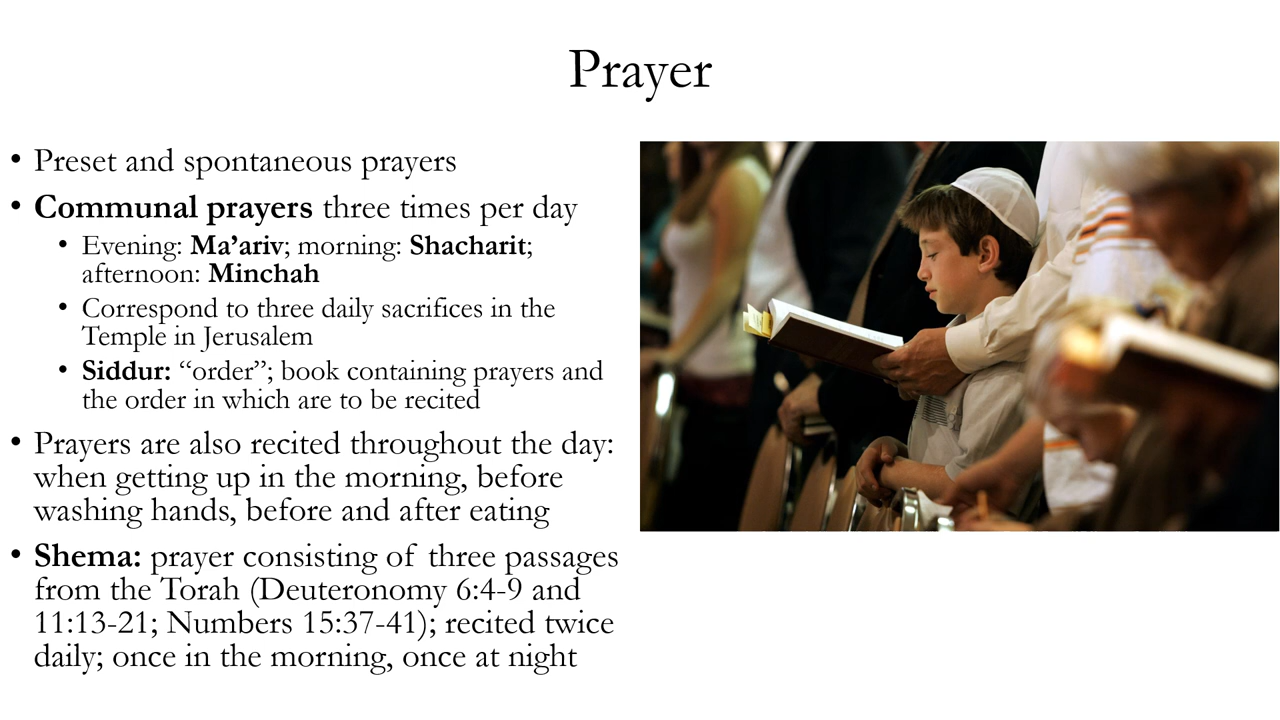 Prayer
• Preset and spontaneous prayers
• Communal prayers three times per day
• Evening: Ma’ariv; morning: Shacharit;
afternoon: Minchah
• Correspond to three daily sacrifices in the
Temple in Jerusalem
• Siddur: “order”; book containing prayers and
the order in which are to be recited
• Prayers are also recited throughout the day:
when getting up in the morning, before
washing hands, before and after eating
• Shema: prayer consisting of three passages
from the Torah (Deuteronomy 6:4-9 and
11:13-21; Numbers 15:37-41); recited twice
daily; once in the morning, once at night